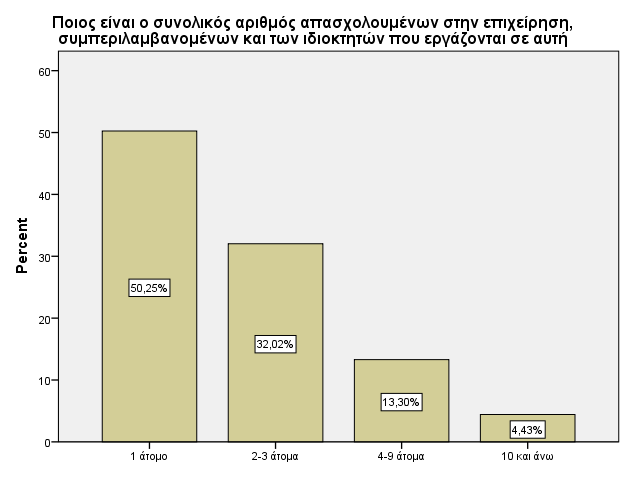 Ποιος είναι ο συνολικός αριθμός απασχολουμένων στην επιχείρηση,
συμπεριλαμβανομένων και των ιδιοκτητών που εργάζονται σε αυτή
60
50
40
30
20
10
0
Percent
50,25%
32,02%
13,30%
4,43%
1 άτομο
2-3 άτομα
4-9 άτομα
10 και άνω